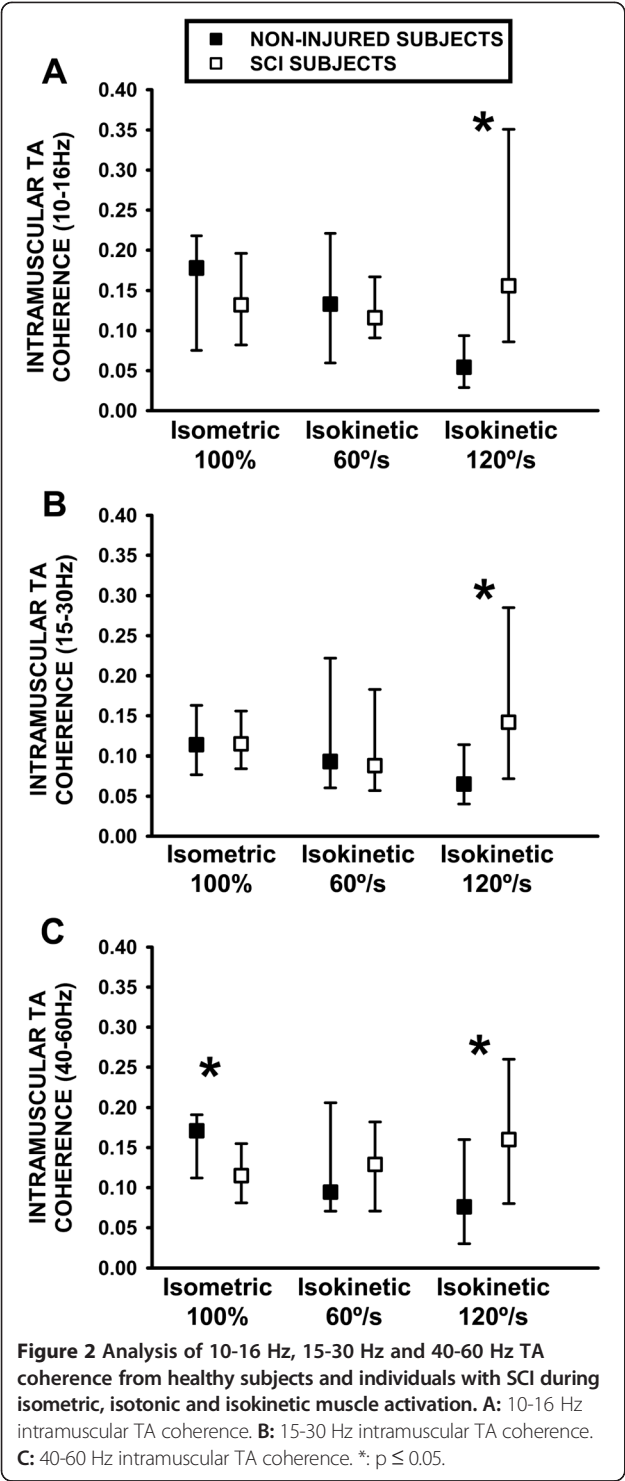 NON-INJURED SUBJECTS
SCI SUBJECTS
A
INTRAMUSCULAR TA
COHERENCE (10-16Hz)
0.40
0.35
0.30
0.25
0.20
0.15
0.10
0.05
0.00
*
Isometric
100%
Isokinetic
60º/s
Isokinetic
120º/s
B
INTRAMUSCULAR TA
COHERENCE (15-30Hz)
0.40
0.35
0.30
0.25
0.20
0.15
0.10
0.05
0.00
*
Isometric
100%
Isokinetic
60º/s
Isokinetic
120º/s
C
INTRAMUSCULAR TA
COHERENCE (40-60Hz)
0.40
0.35
0.30
0.25
0.20
0.15
0.10
0.05
0.00
*
*
Isometric
100%
Isokinetic
60º/s
Isokinetic
120º/s
Figure 2 Analysis of 10-16 Hz, 15-30 Hz and 40-60 Hz TA
coherence from healthy subjects and individuals with SCI during
isometric, isotonic and isokinetic muscle activation. A: 10-16 Hz
intramuscular TA coherence. B: 15-30 Hz intramuscular TA coherence.
C: 40-60 Hz intramuscular TA coherence. *: p ≤ 0.05.